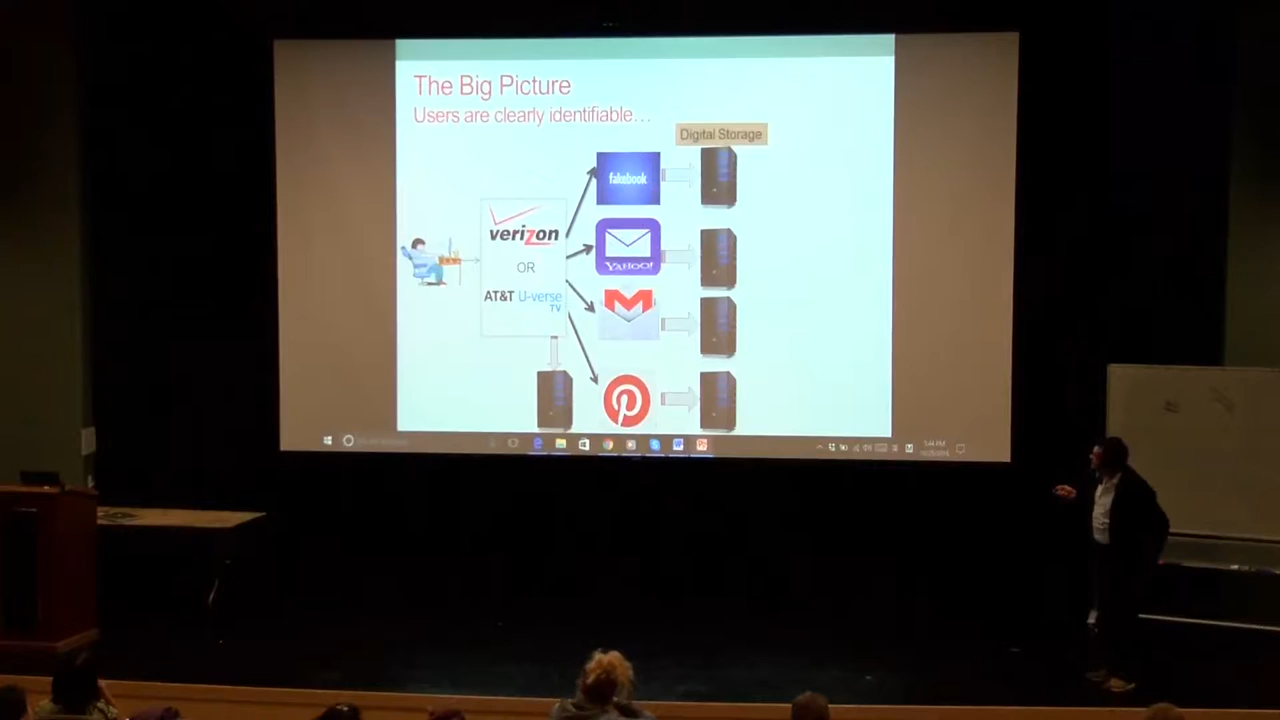 The Big Picture
Users are clearly identifiable…
Digital Storage
fakebook
verizon
OR
AT&T U-verse
TV
YAHOO!